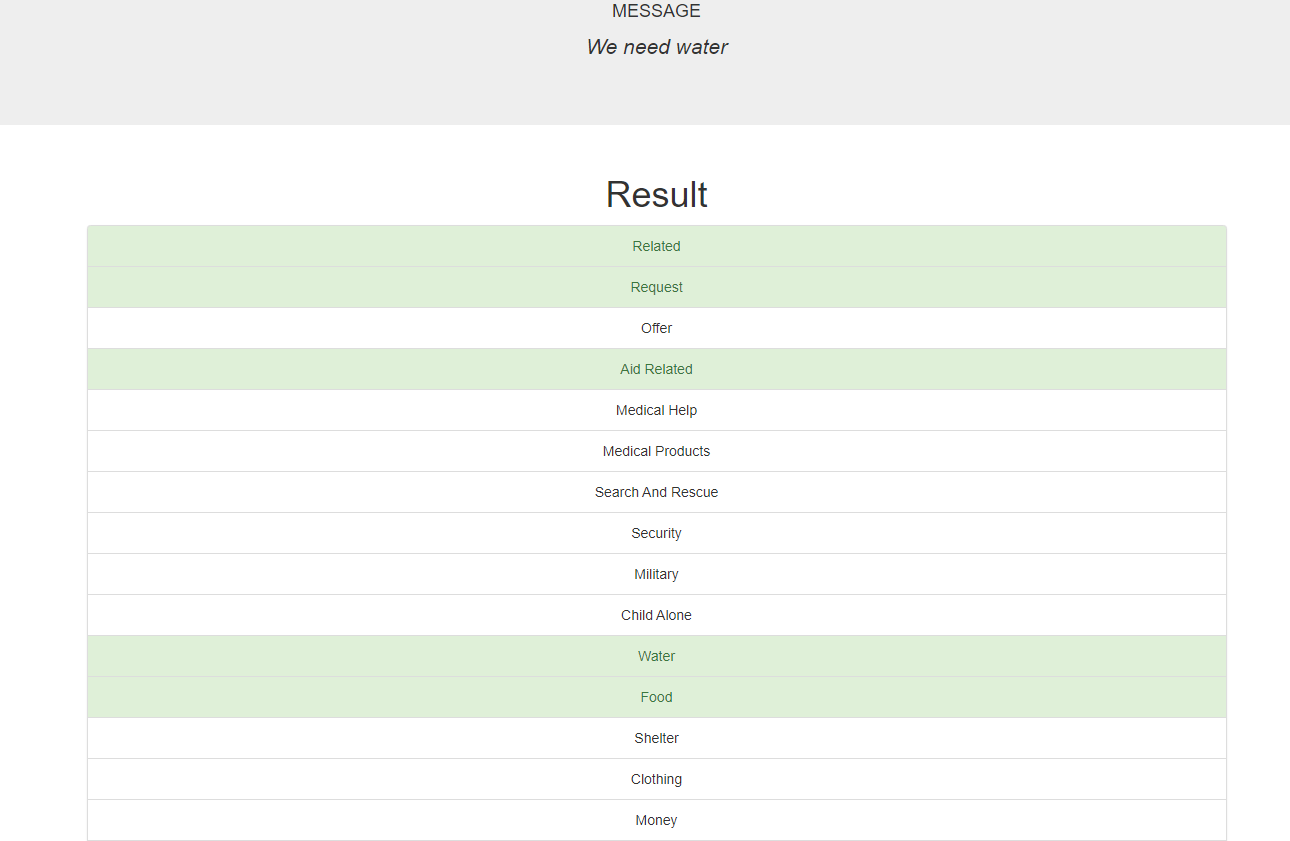 MESSAGE
We need water
Result
Related
Request
Offer
Aid Related
Medical Help
Medical Products
Search And Rescue
Security
Military
Child Alone
Water
Food
Shelter
Clothing
Money